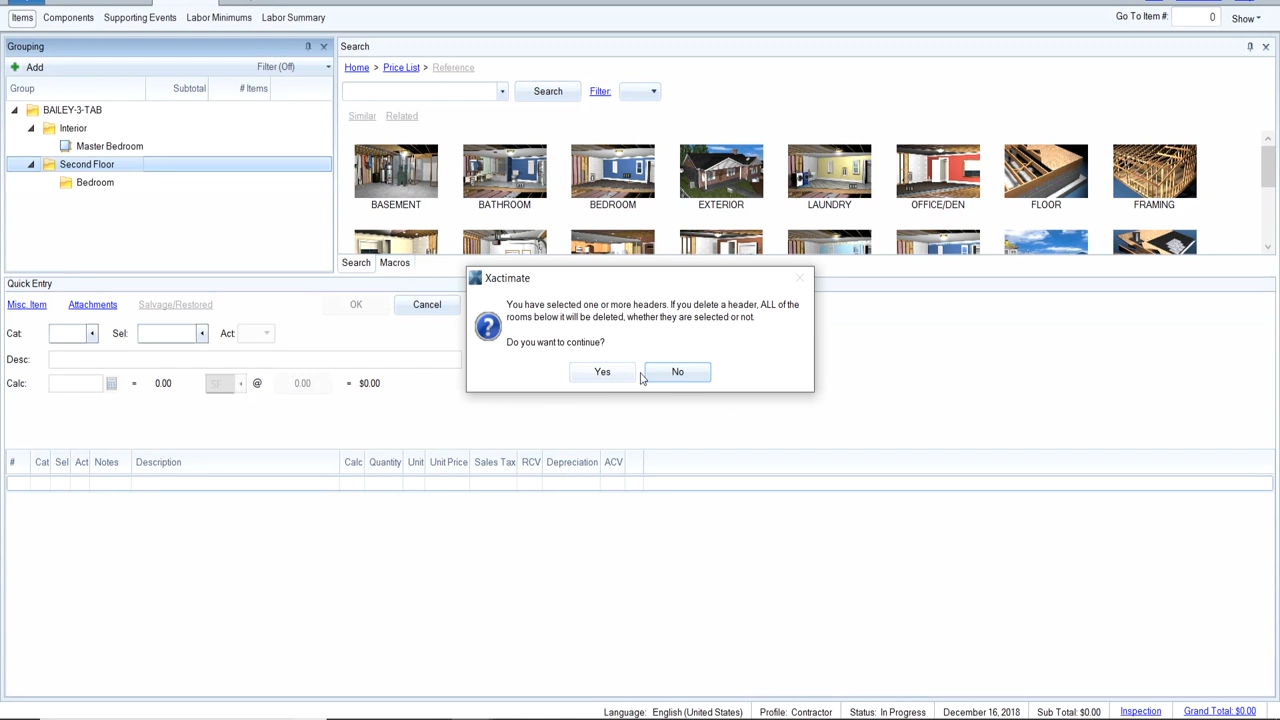 Items Components Supporting Events Labor Minimums Labor Summary Go To Item #: 0 Show
Grouping
Add Filter (Off)
Group Subtotal # Items
BAILEY-3-TAB
Interior
Master Bedroom
Second Floor
Bedroom
Search
Home > Price List > Reference
Search Filter:
Similar Related
BASEMENT BATHROOM BEDROOM EXTERIOR LAUNDRY OFFICE/DEN FLOOR FRAMING
Search Macros
Quick Entry
Misc. Item Attachments Salvage/Restored OK Cancel
Cat: Sel: Act:
Desc:
Calc: = 0.00 SF @ 0.00 = $0.00
Xactimate
You have selected one or more headers. If you delete a header, ALL of the
rooms below it will be deleted, whether they are selected or not.
Do you want to continue?
Yes No
# Cat Sel Act Notes Description Calc Quantity Unit Unit Price Sales Tax RCV Depreciation ACV
Language: English (United States) Profile: Contractor Status: In Progress December 16, 2018 Sub Total: $0.00 Inspection Grand Total: $0.00